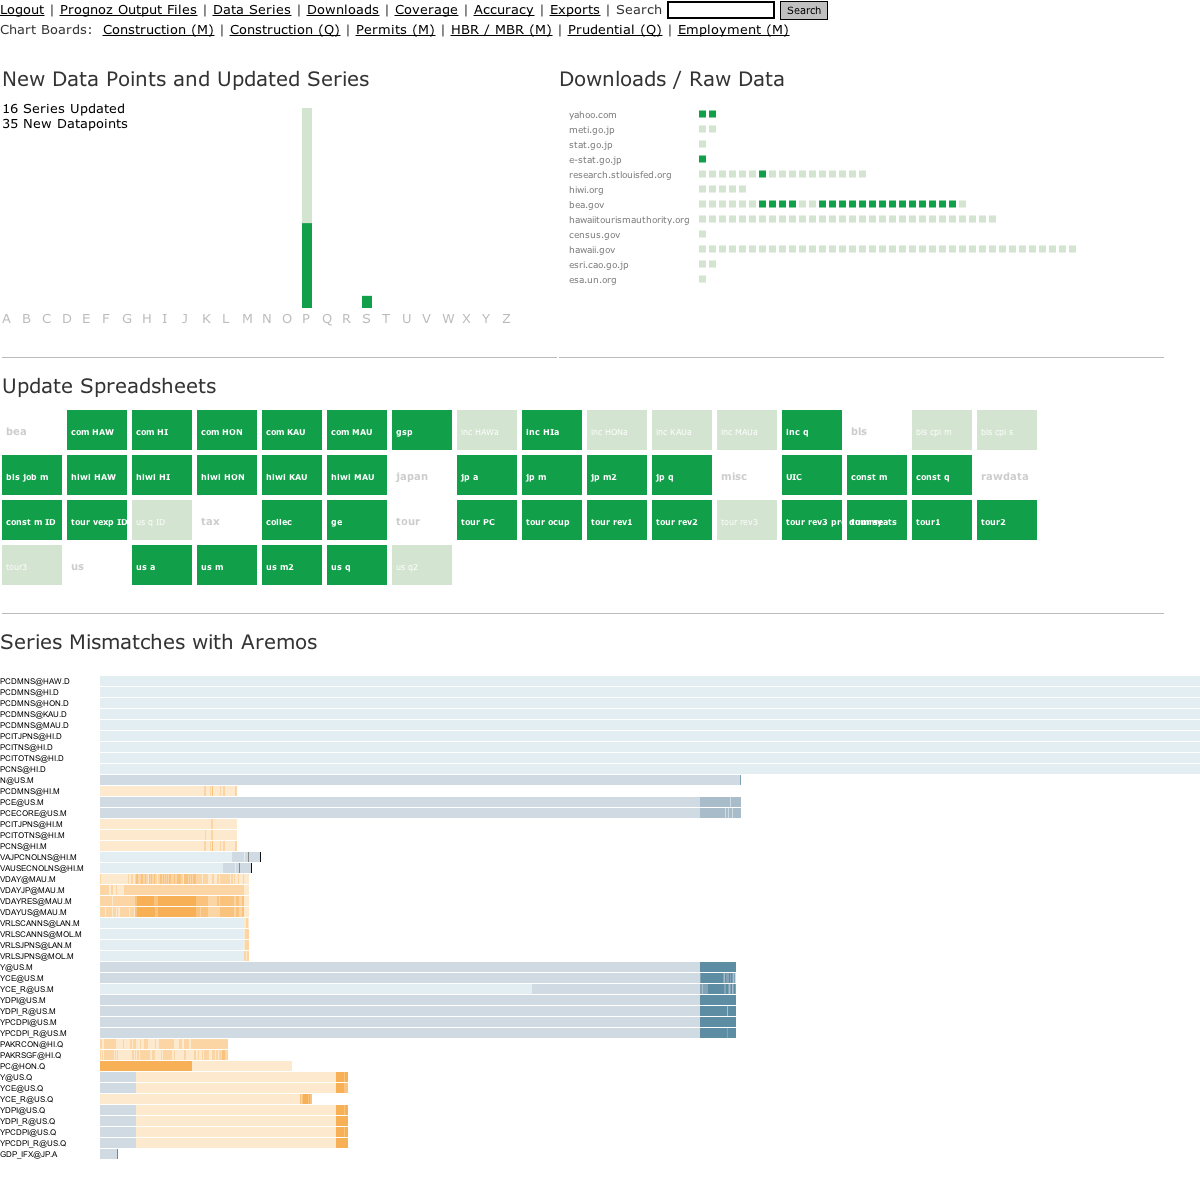 Logout | Prognoz Output Files | Data Series | Downloads | Coverage | Accuracy | Exports | Search Search
Chart Boards: Construction (M) | Construction (Q) | Permits (M) | HBR / MBR (M) | Prudential (Q) | Employment (M)
New Data Points and Updated Series
16 Series Updated
35 New Datapoints
A B C D E F G H I J K L M N O P Q R S T U V W X Y Z
Downloads / Raw Data
yahoo.com
meti.go.jp
stat.go.jp
e-stat.go.jp
research.stlouisfed.org
hiwi.org
bea.gov
hawaiitourismauthority.org
census.gov
hawaii.gov
esri.cao.go.jp
esa.un.org
Update Spreadsheets
bea com HAW com HI com HON com KAU com MAU gsp inc HAWa inc HIa inc HONa inc KAUa inc MAUa inc q bls bls cpi m bls cpi s
bls job m hiwi HAW hiwi HI hiwi HON hiwi KAU hiwi MAU japan jp a jp m jp m2 jp q misc UIC const m const q rawdata
const m ID tour vexp ID us q ID tax collec ge tour tour PC tour ocup tour rev1 tour rev2 tour rev3 tour rev3 tour1 tour2
tour3 us us a us m us m2 us q us q2
Series Mismatches with Aremos
PCDMNS@HAW.D
PCDMNS@HI.D
PCDMNS@HON.D
PCDMNS@KAU.D
PCDMNS@MAU.D
PCITJPNS@HI.D
PCITNS@HI.D
PCITOTNS@HI.D
PCNS@HI.D
N@US.M
PCDMNS@HI.M
PCE@US.M
PCECORE@US.M
PCITJPNS@HI.M
PCITOTNS@HI.M
PCNS@HI.M
VAJPCNOLNS@HI.M
VAUSECNOLNS@HI.M
VDAY@MAU.M
VDAYJP@MAU.M
VDAYRES@MAU.M
VDAYUS@MAU.M
VRLSCANNS@LAN.M
VRLSCANNS@MOL.M
VRLSJPNS@LAN.M
VRLSJPNS@MOL.M
Y@US.M
YCE@US.M
YCE_R@US.M
YDPI@US.M
YDPI_R@US.M
YPCDPI@US.M
YPCDPI_R@US.M
PAKRCON@HI.Q
PAKRSGF@HI.Q
PC@HON.Q
Y@US.Q
YCE@US.Q
YCE_R@US.Q
YDPI@US.Q
YDPI_R@US.Q
YPCDPI@US.Q
YPCDPI_R@US.Q
GDP_IFX@JP.A